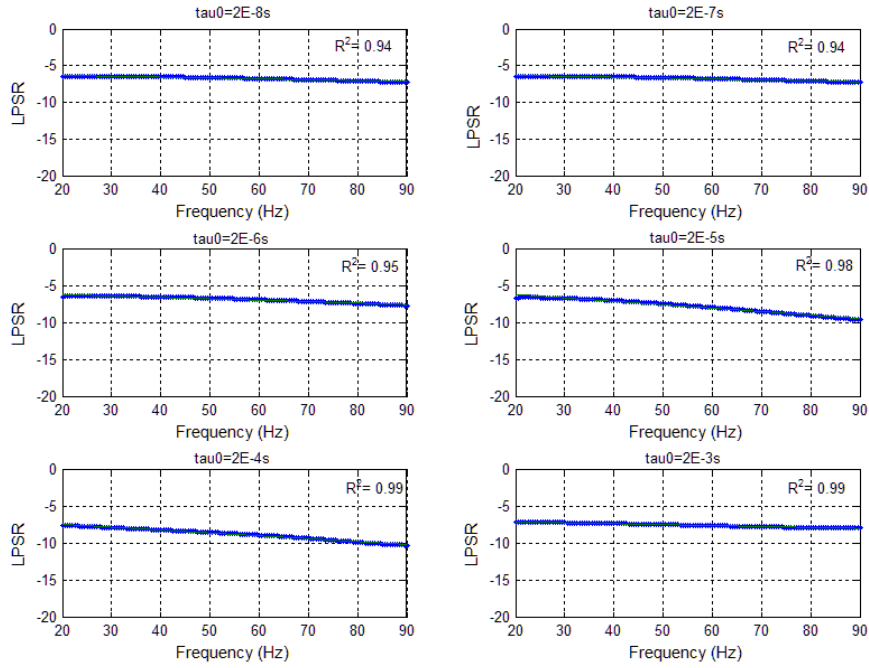 tau0=2E-8s
R²= 0.94
0
-5
-10
-15
-20
LPSR
20 30 40 50 60 70 80 90
Frequency (Hz)
tau0=2E-7s
R²= 0.94
0
-5
-10
-15
-20
LPSR
20 30 40 50 60 70 80 90
Frequency (Hz)
tau0=2E-6s
R²= 0.95
0
-5
-10
-15
-20
LPSR
20 30 40 50 60 70 80 90
Frequency (Hz)
tau0=2E-5s
R²= 0.98
0
-5
-10
-15
-20
LPSR
20 30 40 50 60 70 80 90
Frequency (Hz)
tau0=2E-4s
R²= 0.99
0
-5
-10
-15
-20
LPSR
20 30 40 50 60 70 80 90
Frequency (Hz)
tau0=2E-3s
R²= 0.99
0
-5
-10
-15
-20
LPSR
20 30 40 50 60 70 80 90
Frequency (Hz)